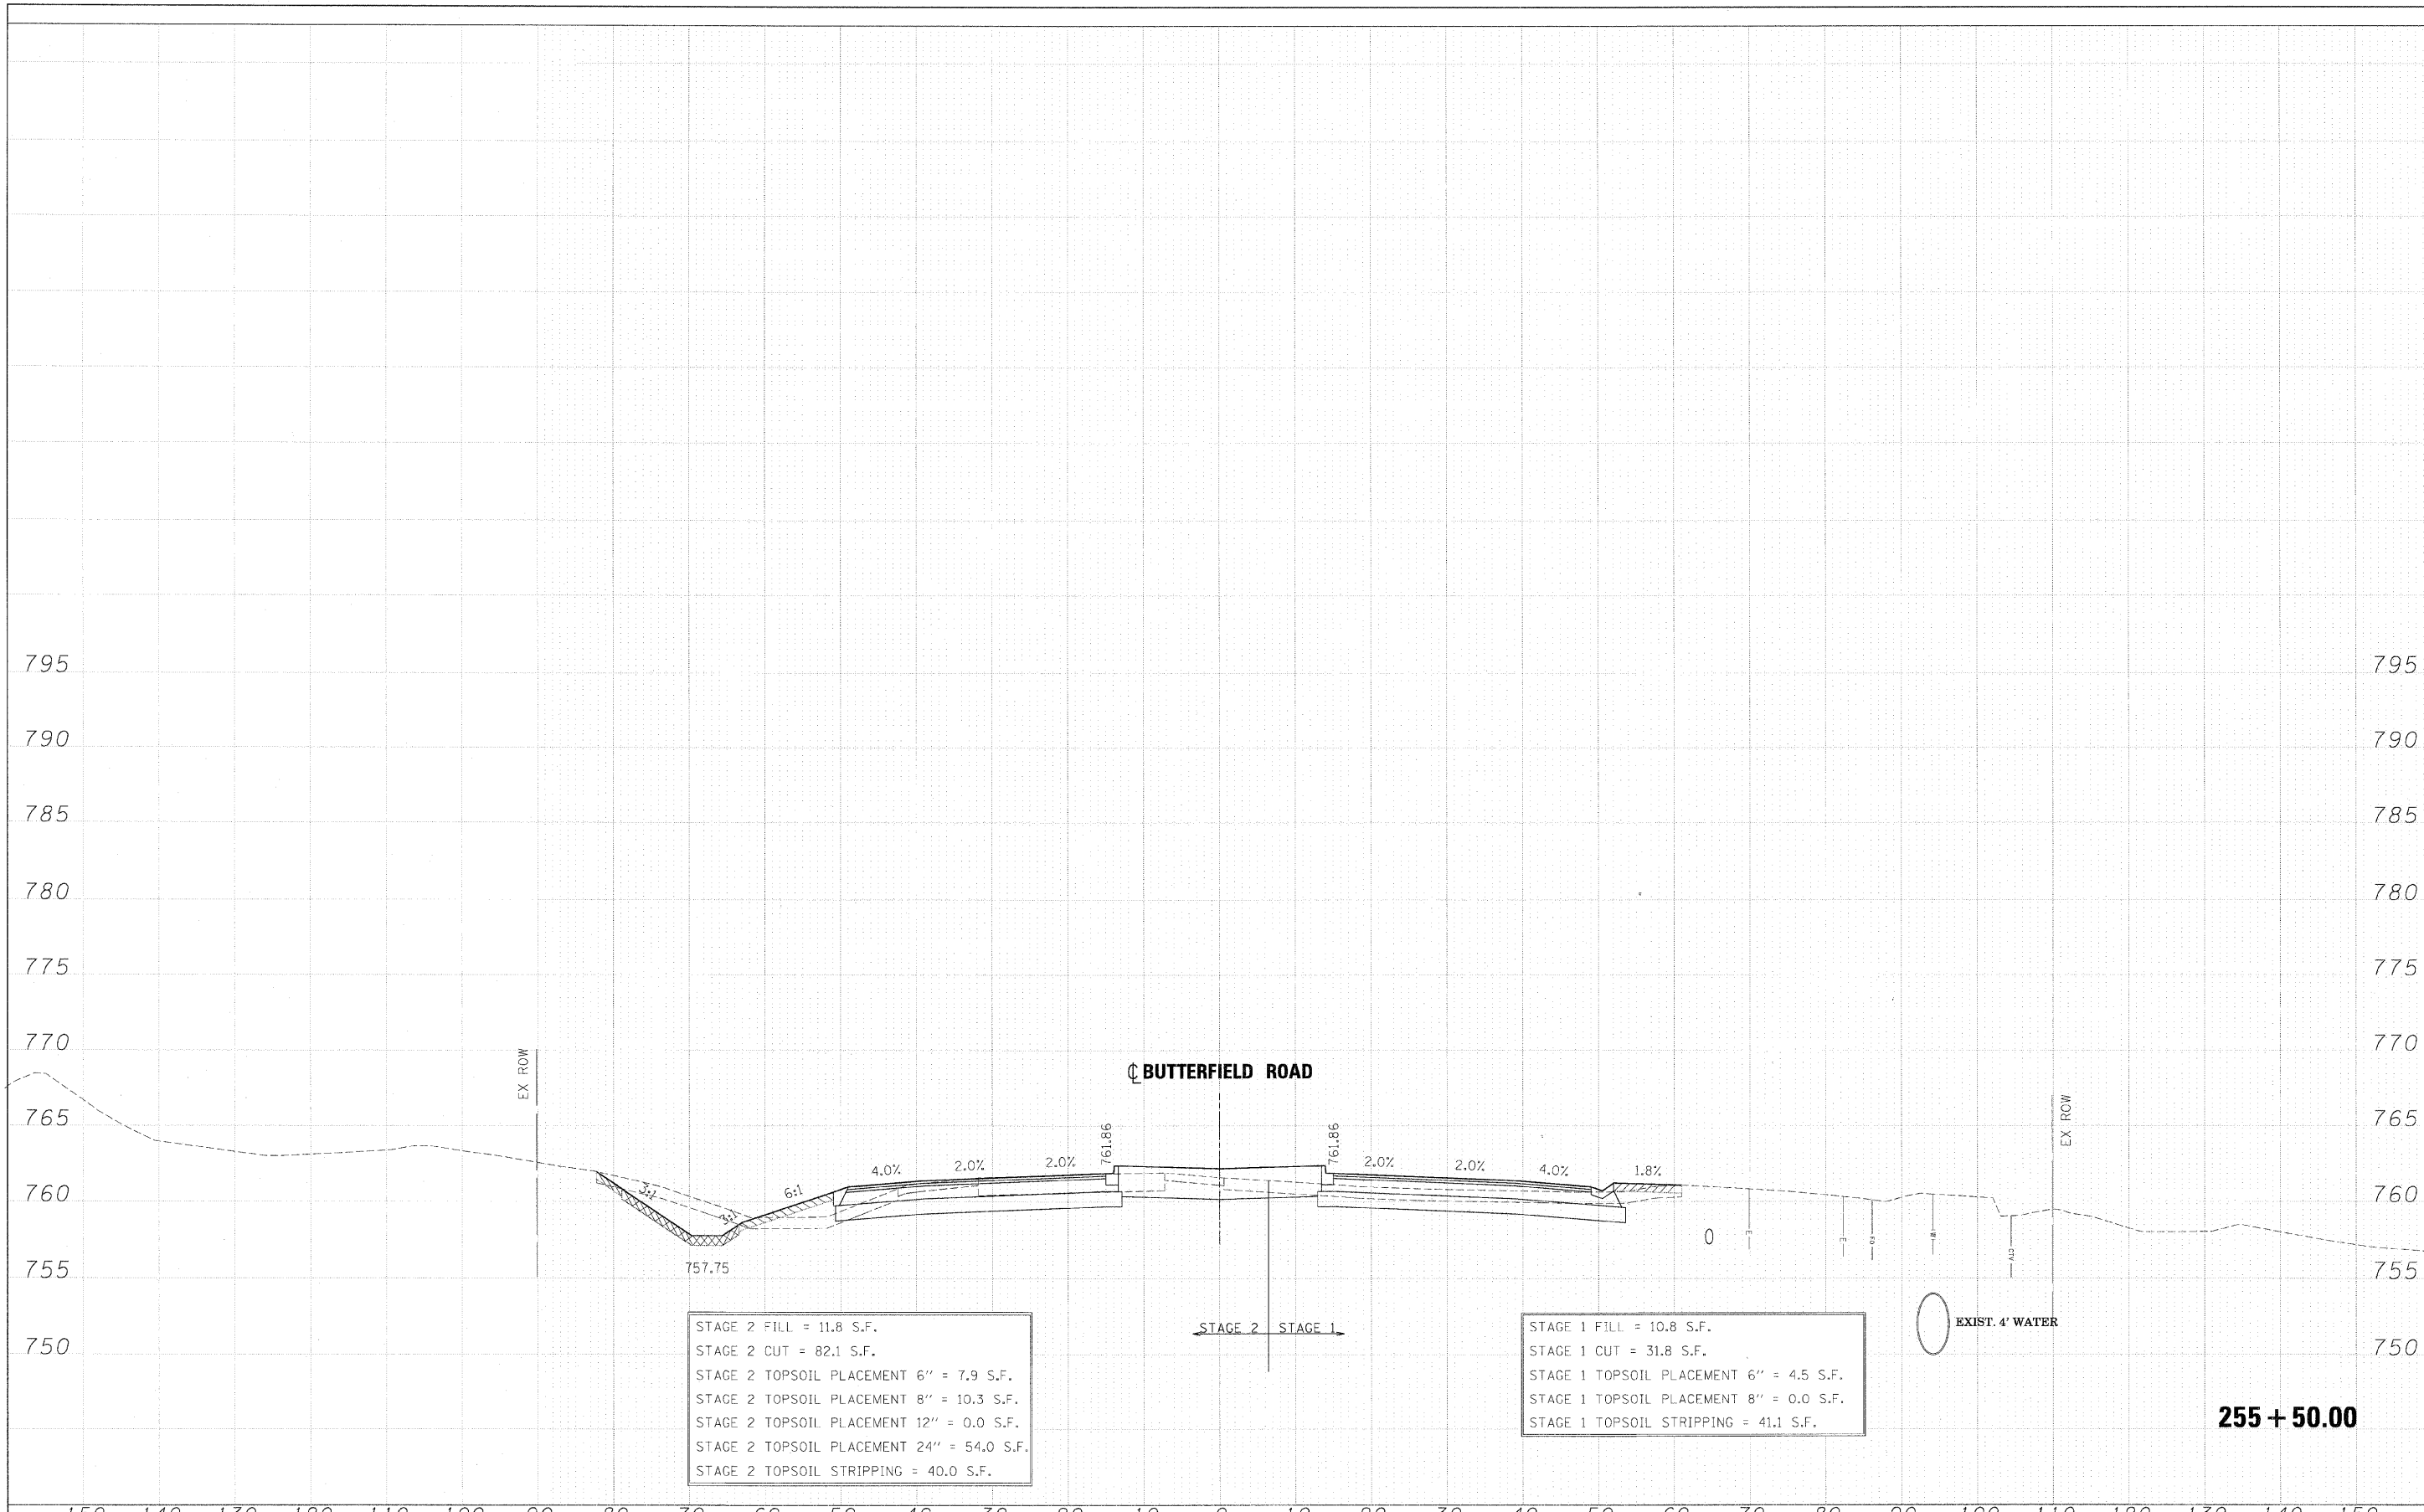 795 795
790 790
785 785
780 780
775 775
770 770
EX ROW
℄ BUTTERFIELD ROAD
765 765
EX ROW
761.86 761.86
4.0% 2.0% 2.0% 2.0% 2.0% 4.0% 1.8%
3:1 3:1 6:1
760 760
E E FO W CTV
757.75
755 755
STAGE 2 STAGE 1
EXIST. 4' WATER
750 750
STAGE 2 FILL = 11.8 S.F.
STAGE 2 CUT = 82.1 S.F.
STAGE 2 TOPSOIL PLACEMENT 6'' = 7.9 S.F.
STAGE 2 TOPSOIL PLACEMENT 8'' = 10.3 S.F.
STAGE 2 TOPSOIL PLACEMENT 12'' = 0.0 S.F.
STAGE 2 TOPSOIL PLACEMENT 24'' = 54.0 S.F.
STAGE 2 TOPSOIL STRIPPING = 40.0 S.F.
STAGE 1 FILL = 10.8 S.F.
STAGE 1 CUT = 31.8 S.F.
STAGE 1 TOPSOIL PLACEMENT 6'' = 4.5 S.F.
STAGE 1 TOPSOIL PLACEMENT 8'' = 0.0 S.F.
STAGE 1 TOPSOIL STRIPPING = 41.1 S.F.
255 + 50.00